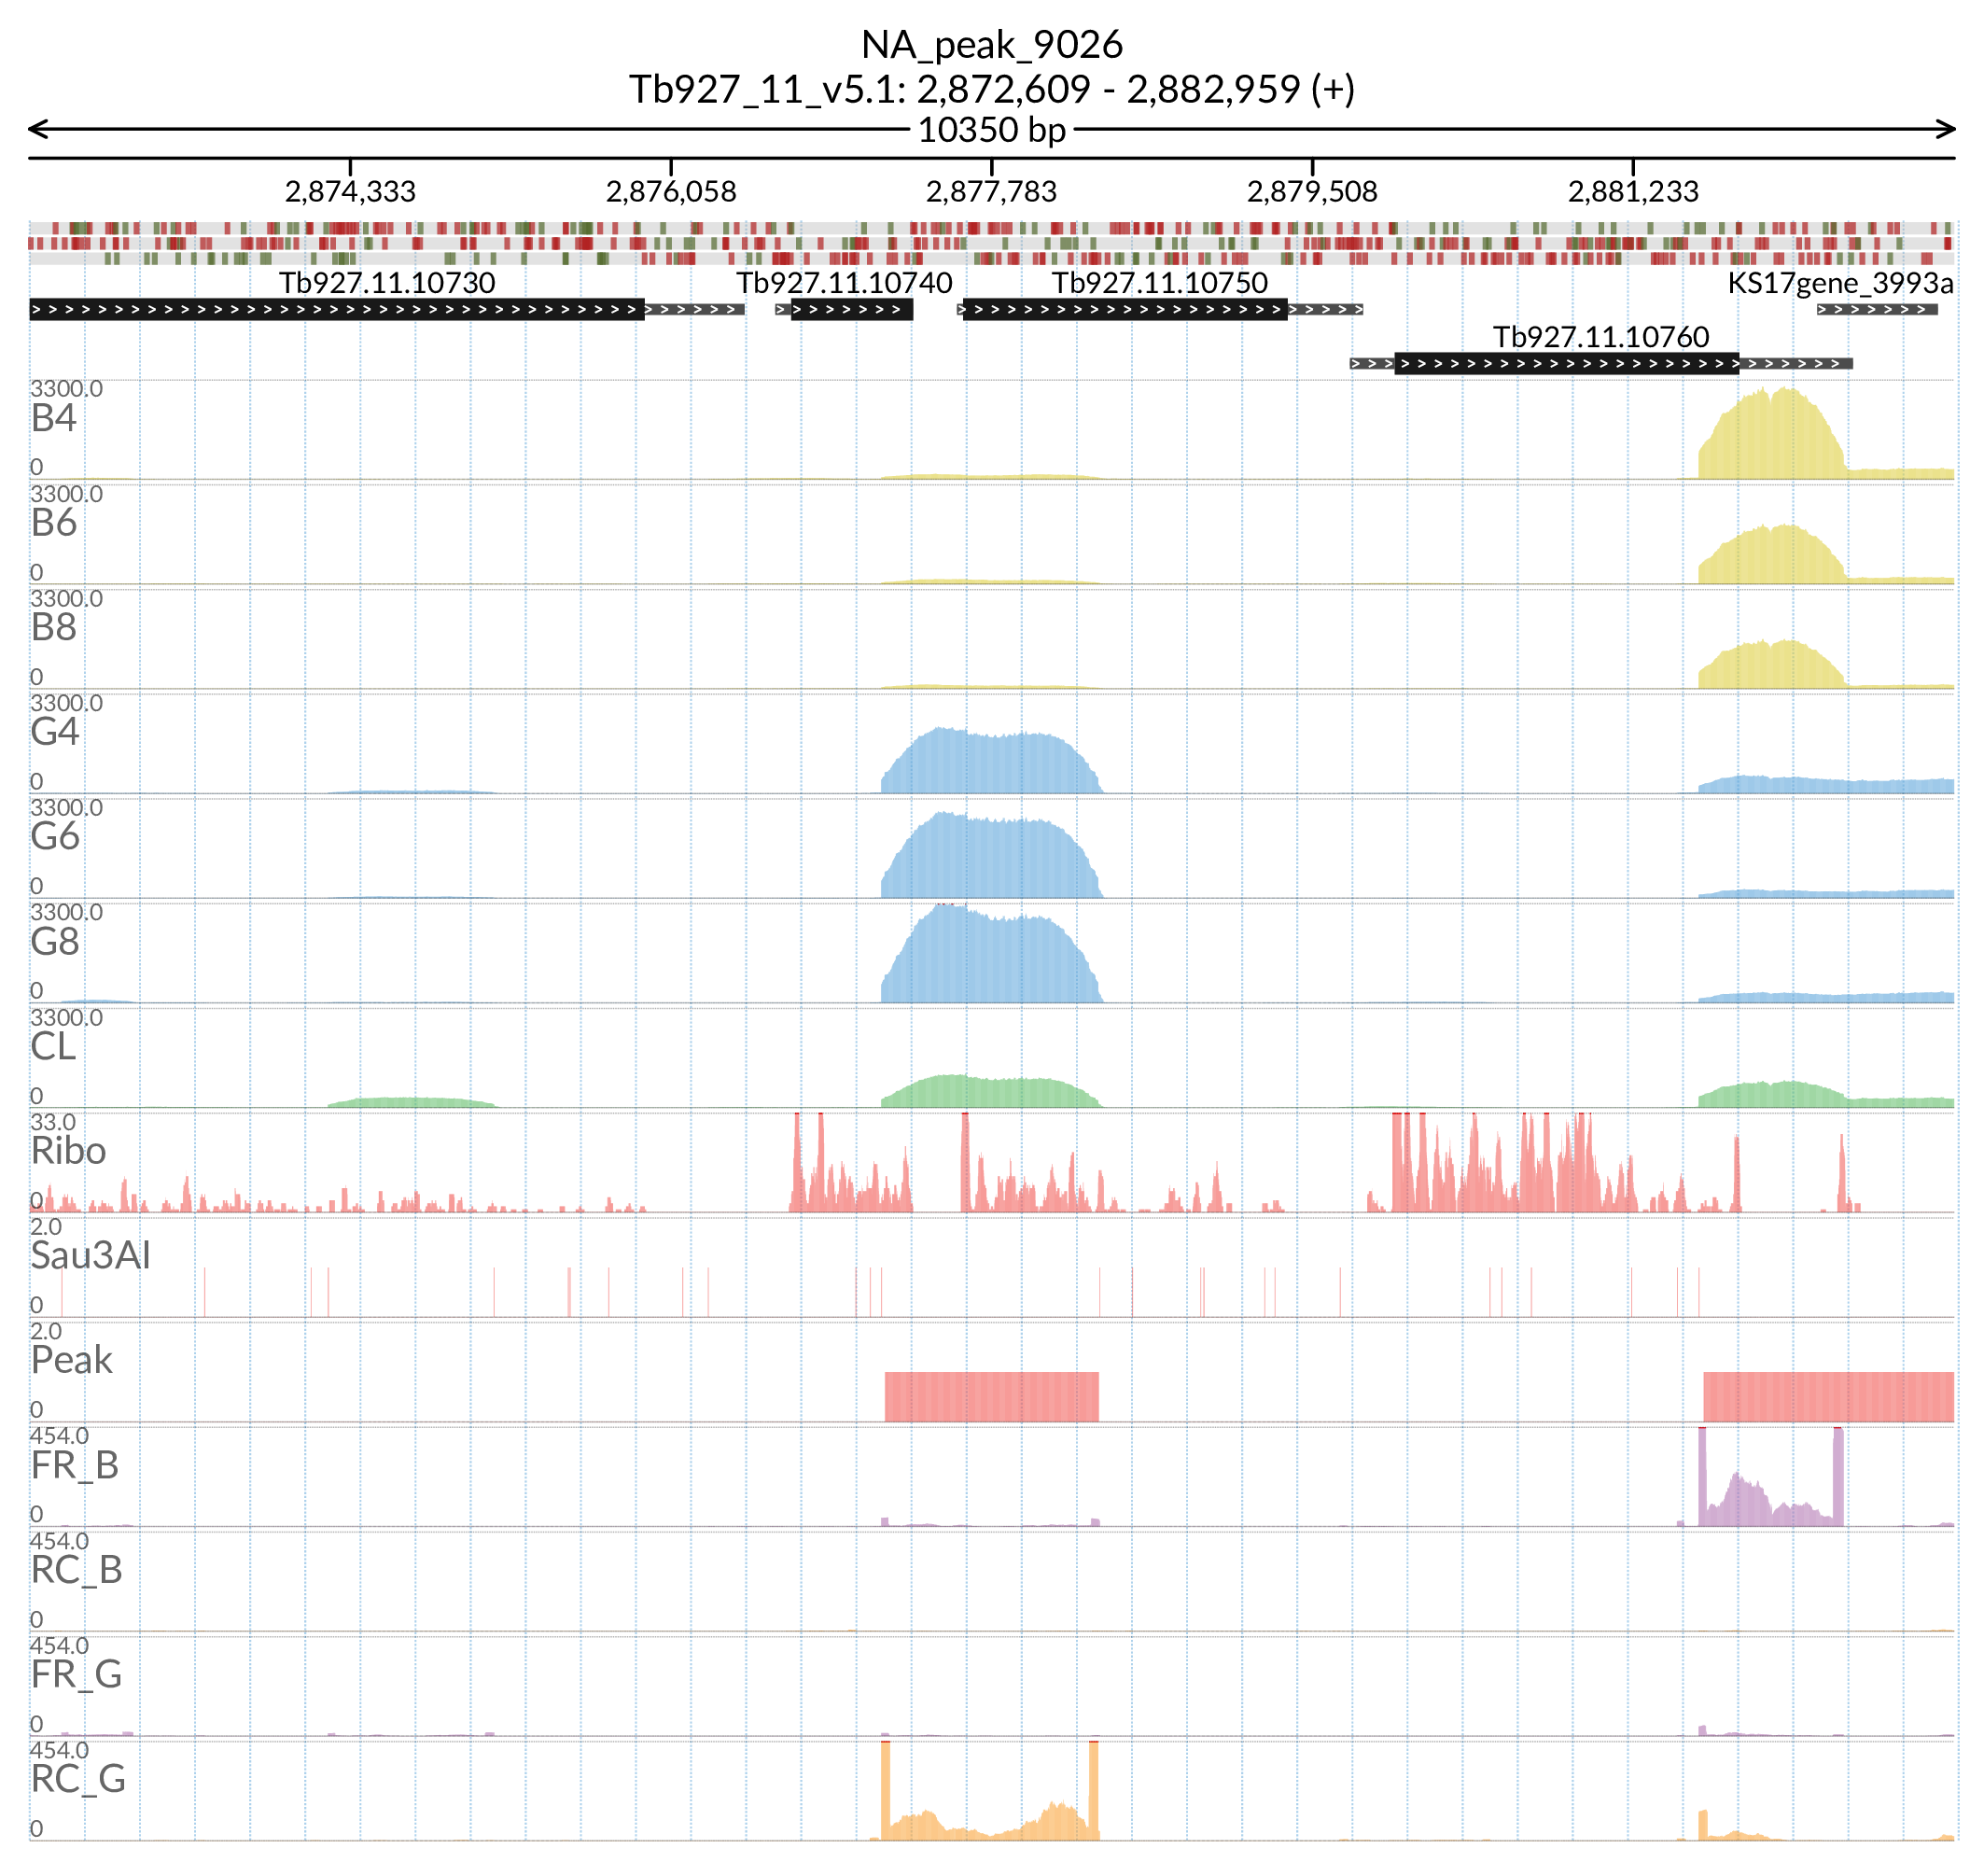 NA_peak_9026
Tb927_11_v5.1: 2,872,609 - 2,882,959 (+)
10350 bp
2,874,333 2,876,058 2,877,783 2,879,508 2,881,233
Tb927.11.10730 Tb927.11.10740 Tb927.11.10750 KS17gene_3993a
Tb927.11.10760
3300.0
B4
0
3300.0
B6
0
3300.0
B8
0
3300.0
G4
0
3300.0
G6
0
3300.0
G8
0
3300.0
CL
0
33.0
Ribo
0
2.0
Sau3AI
0
2.0
Peak
0
454.0
FR_B
0
454.0
RC_B
0
454.0
FR_G
0
454.0
RC_G
0